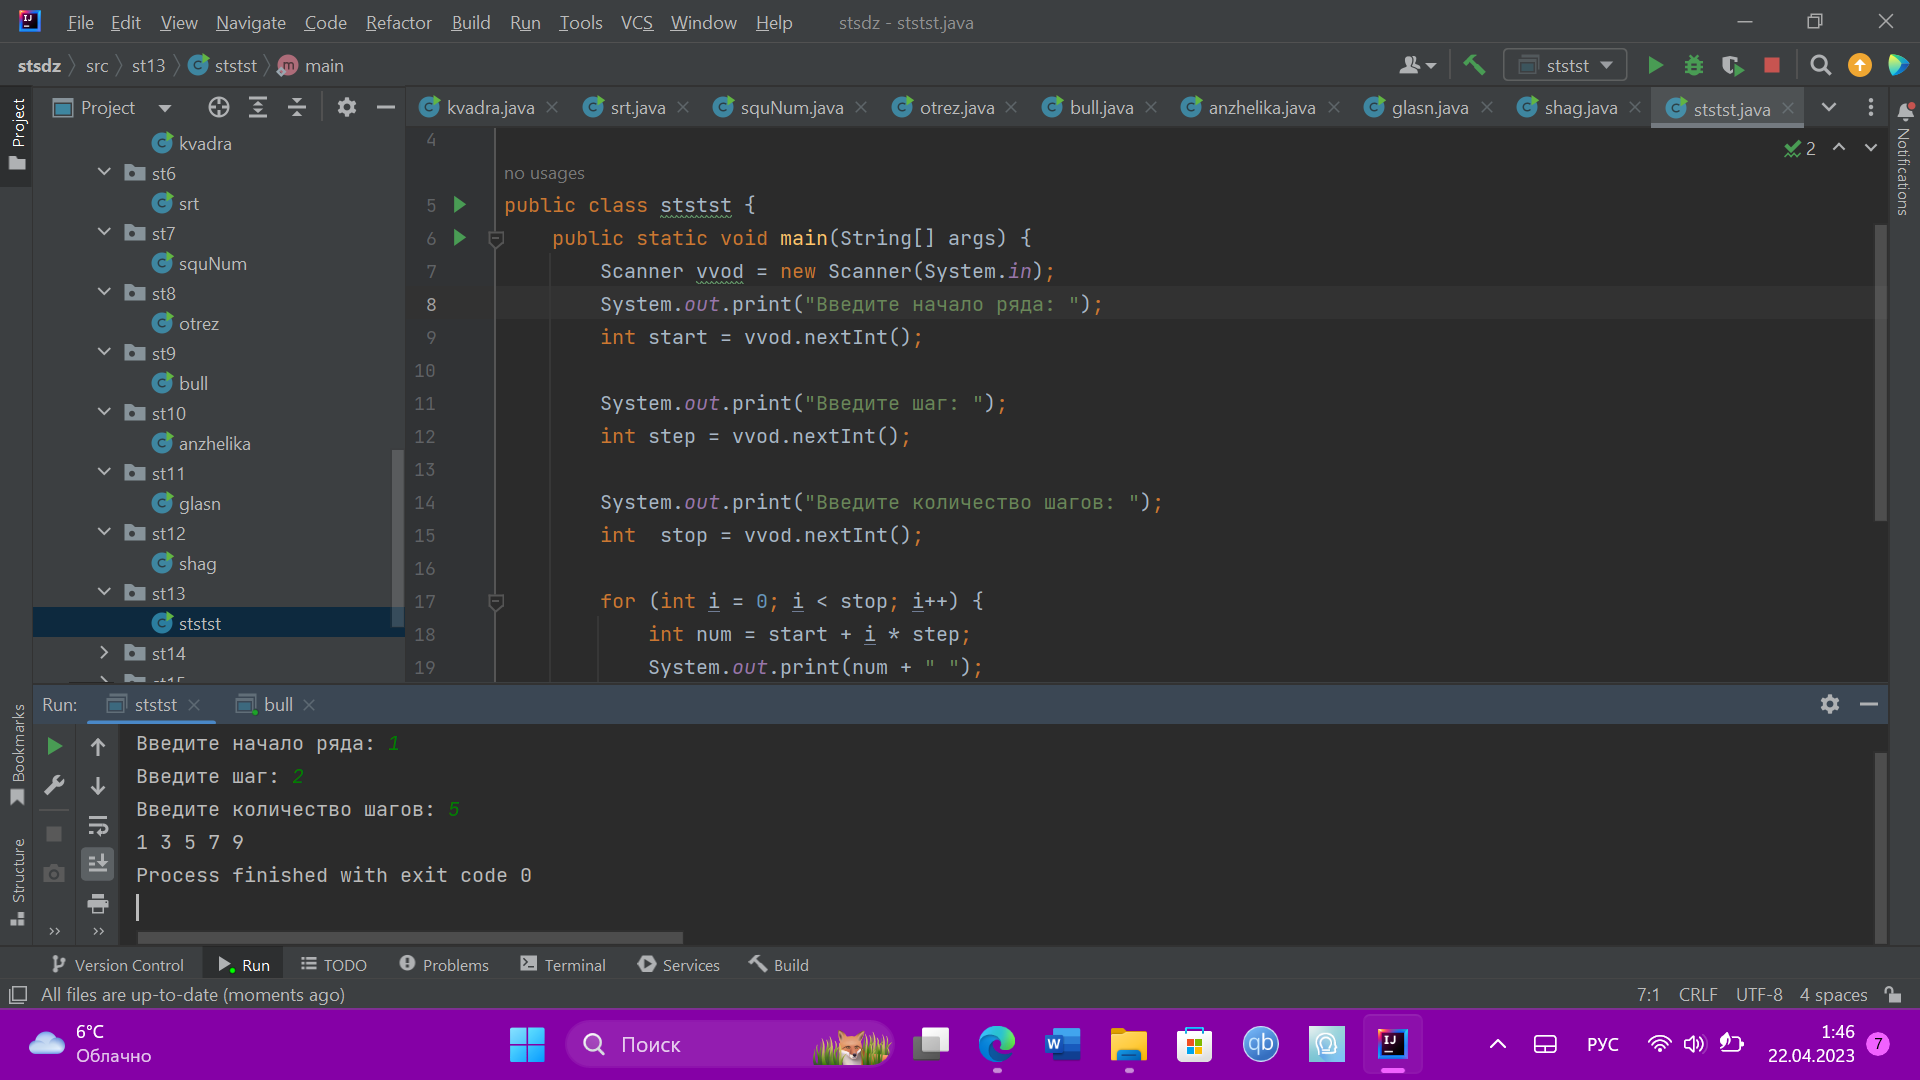 File Edit View Navigate Code Refactor Build Run Tools VCS Window Help stsdz - ststst.java
stsdz src st13 ststst main
ststst
Project
kvadra.java srt.java squNum.java otrez.java bull.java anzhelika.java glasn.java shag.java ststst.java
Project
Notifications
kvadra
st6
srt
st7
squNum
st8
otrez
st9
bull
st10
anzhelika
st11
glasn
st12
shag
st13
ststst
st14
st15
2
4
no usages
5 public class ststst {
6 public static void main(String[] args) {
7 Scanner vvod = new Scanner(System.in);
8 System.out.print("Введите начало ряда: ");
9 int start = vvod.nextInt();
10
11 System.out.print("Введите шаг: ");
12 int step = vvod.nextInt();
13
14 System.out.print("Введите количество шагов: ");
15 int stop = vvod.nextInt();
16
17 for (int i = 0; i < stop; i++) {
18 int num = start + i * step;
19 System.out.print(num + " ");
Run: ststst bull
Bookmarks
Structure
Введите начало ряда: 1
Введите шаг: 2
Введите количество шагов: 5
1 3 5 7 9
Process finished with exit code 0
Version Control Run TODO Problems Terminal Services Build
All files are up-to-date (moments ago)
7:1 CRLF UTF-8 4 spaces
6°C
Облачно
Поиск
РУС
1:46
22.04.2023
7